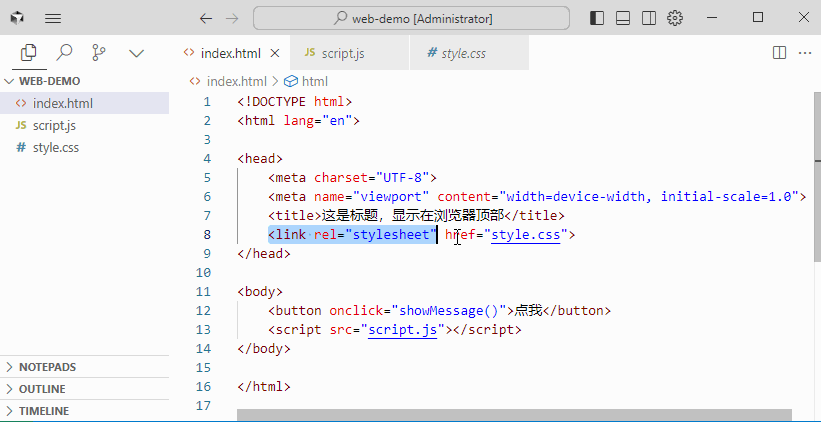 web-demo [Administrator]
index.html
script.js
style.css
WEB-DEMO
index.html
script.js
style.css
NOTEPADS
OUTLINE
TIMELINE
index.html > html
1 <!DOCTYPE html>
2 <html lang="en">
3
4 <head>
5 <meta charset="UTF-8">
6 <meta name="viewport" content="width=device-width, initial-scale=1.0">
7 <title>这是标题，显示在浏览器顶部</title>
8 <link rel="stylesheet" href="style.css">
9 </head>
10
11 <body>
12 <button onclick="showMessage()">点我</button>
13 <script src="script.js"></script>
14 </body>
15
16 </html>
17